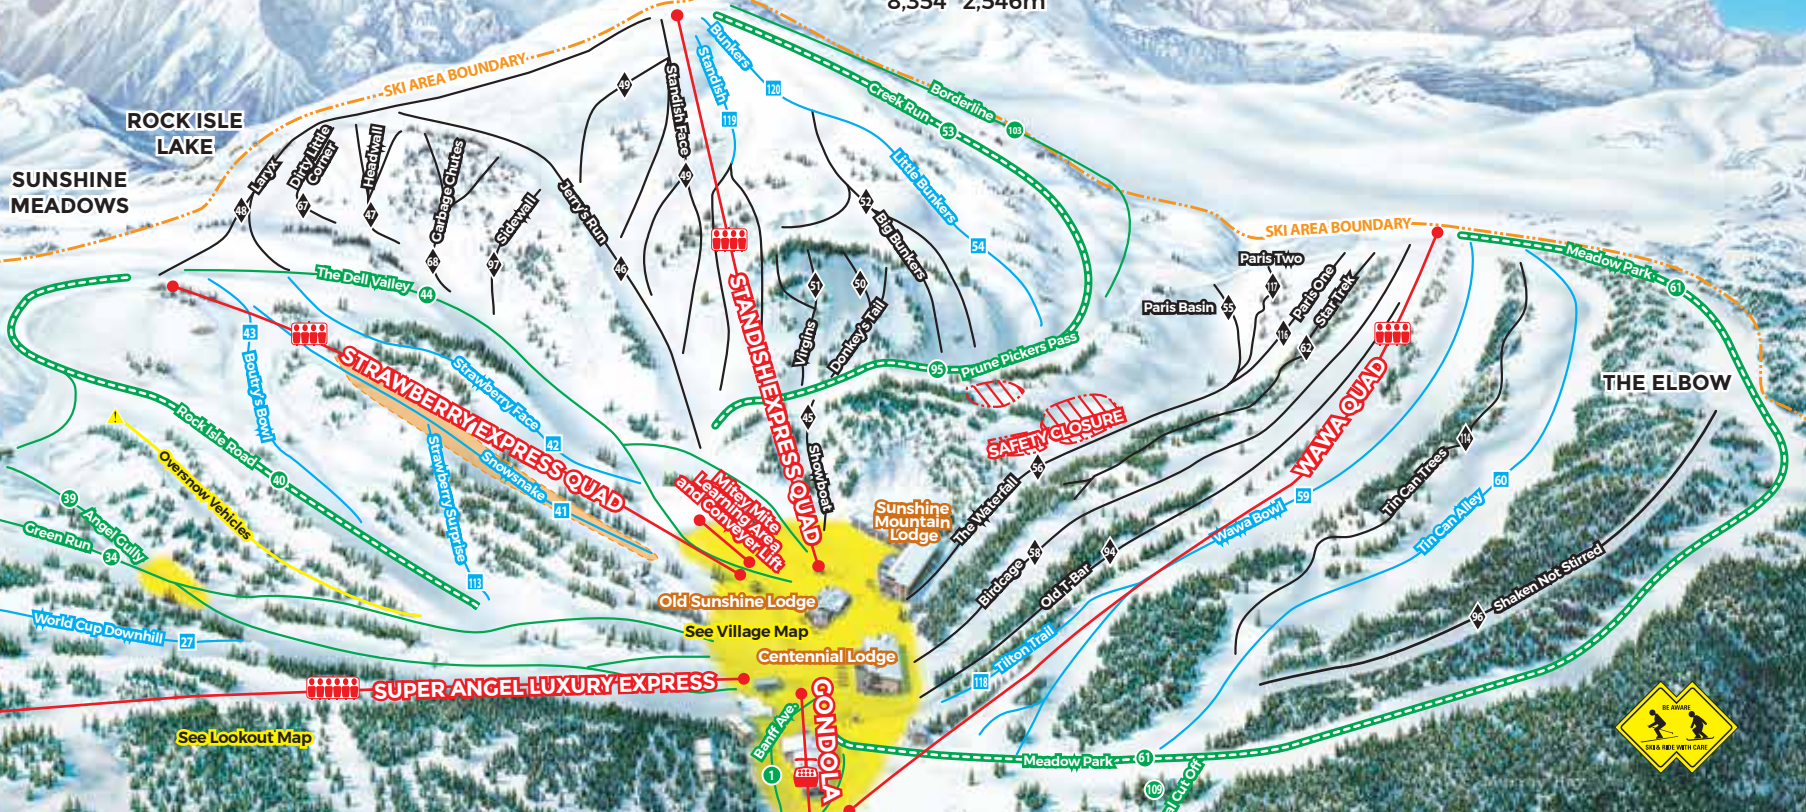 8,354' 2,546m
SKI AREA BOUNDARY
ROCK ISLE
LAKE
SUNSHINE
MEADOWS
Laryx
48
Dirty Little
Corner
67
Headwall
47
Garbage Chutes
68
Sidewall
97
Jerry's Run
46
49
Standish Face
49
Standish
119
Bunkers
120
Creek Run
53
Borderline
103
Little Bunkers
54
52
Big Bunkers
51
Virgins
50
Donkey's Tail
95
Prune Pickers Pass
45
Showboat
STANDISH EXPRESS QUAD
SKI AREA BOUNDARY
Paris Two
117
Paris Basin
55
Paris One
116
Star Trek
62
Meadow Park
61
THE ELBOW
SAFETY CLOSURE
WAWA QUAD
The Dell Valley
44
43
Boutry's Bowl
STRAWBERRY EXPRESS QUAD
Strawberry Face
42
Snowsnake
41
Strawberry Surprise
113
Rock Isle Road
40
!
Oversnow Vehicles
39
Angel Gully
Green Run
34
World Cup Downhill
27
Mitey Mite
Learning Area
and Conveyer Lift
Sunshine
Mountain
Lodge
The Waterfall
56
Birdcage
58
Old T-Bar
94
Wawa Bowl
59
Tin Can Trees
114
Tin Can Alley
60
Shaken Not Stirred
96
Tilton Trail
118
Old Sunshine Lodge
See Village Map
Centennial Lodge
SUPER ANGEL LUXURY EXPRESS
See Lookout Map
GONDOLA
Banff Ave.
1
Meadow Park
61
109
al Cut Off
BE AWARE
SKI & RIDE WITH CARE